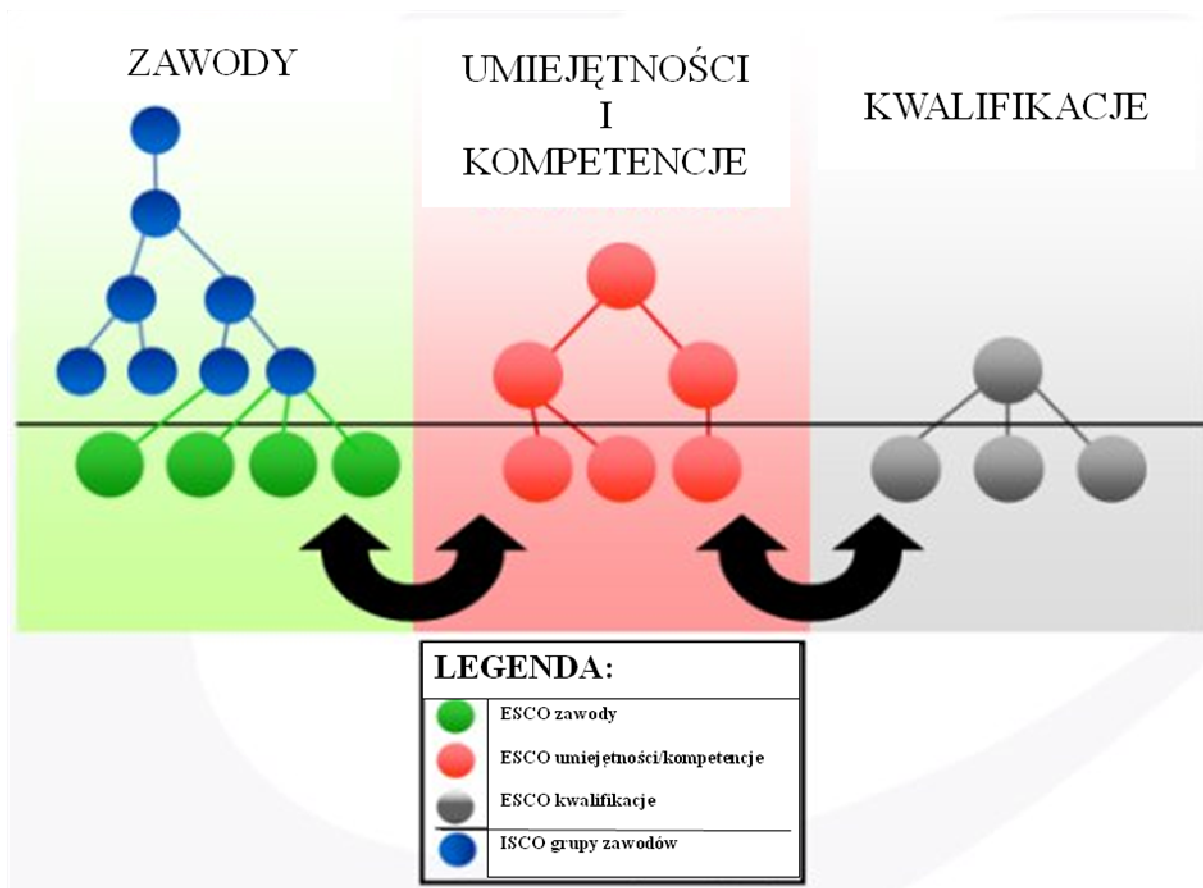 ZAWODY
UMIEJĘTNOŚCI
I
KOMPETENCJE
KWALIFIKACJE
LEGENDA:
ESCO zawody
ESCO umiejętności/kompetencje
ESCO kwalifikacje
ISCO grupy zawodów